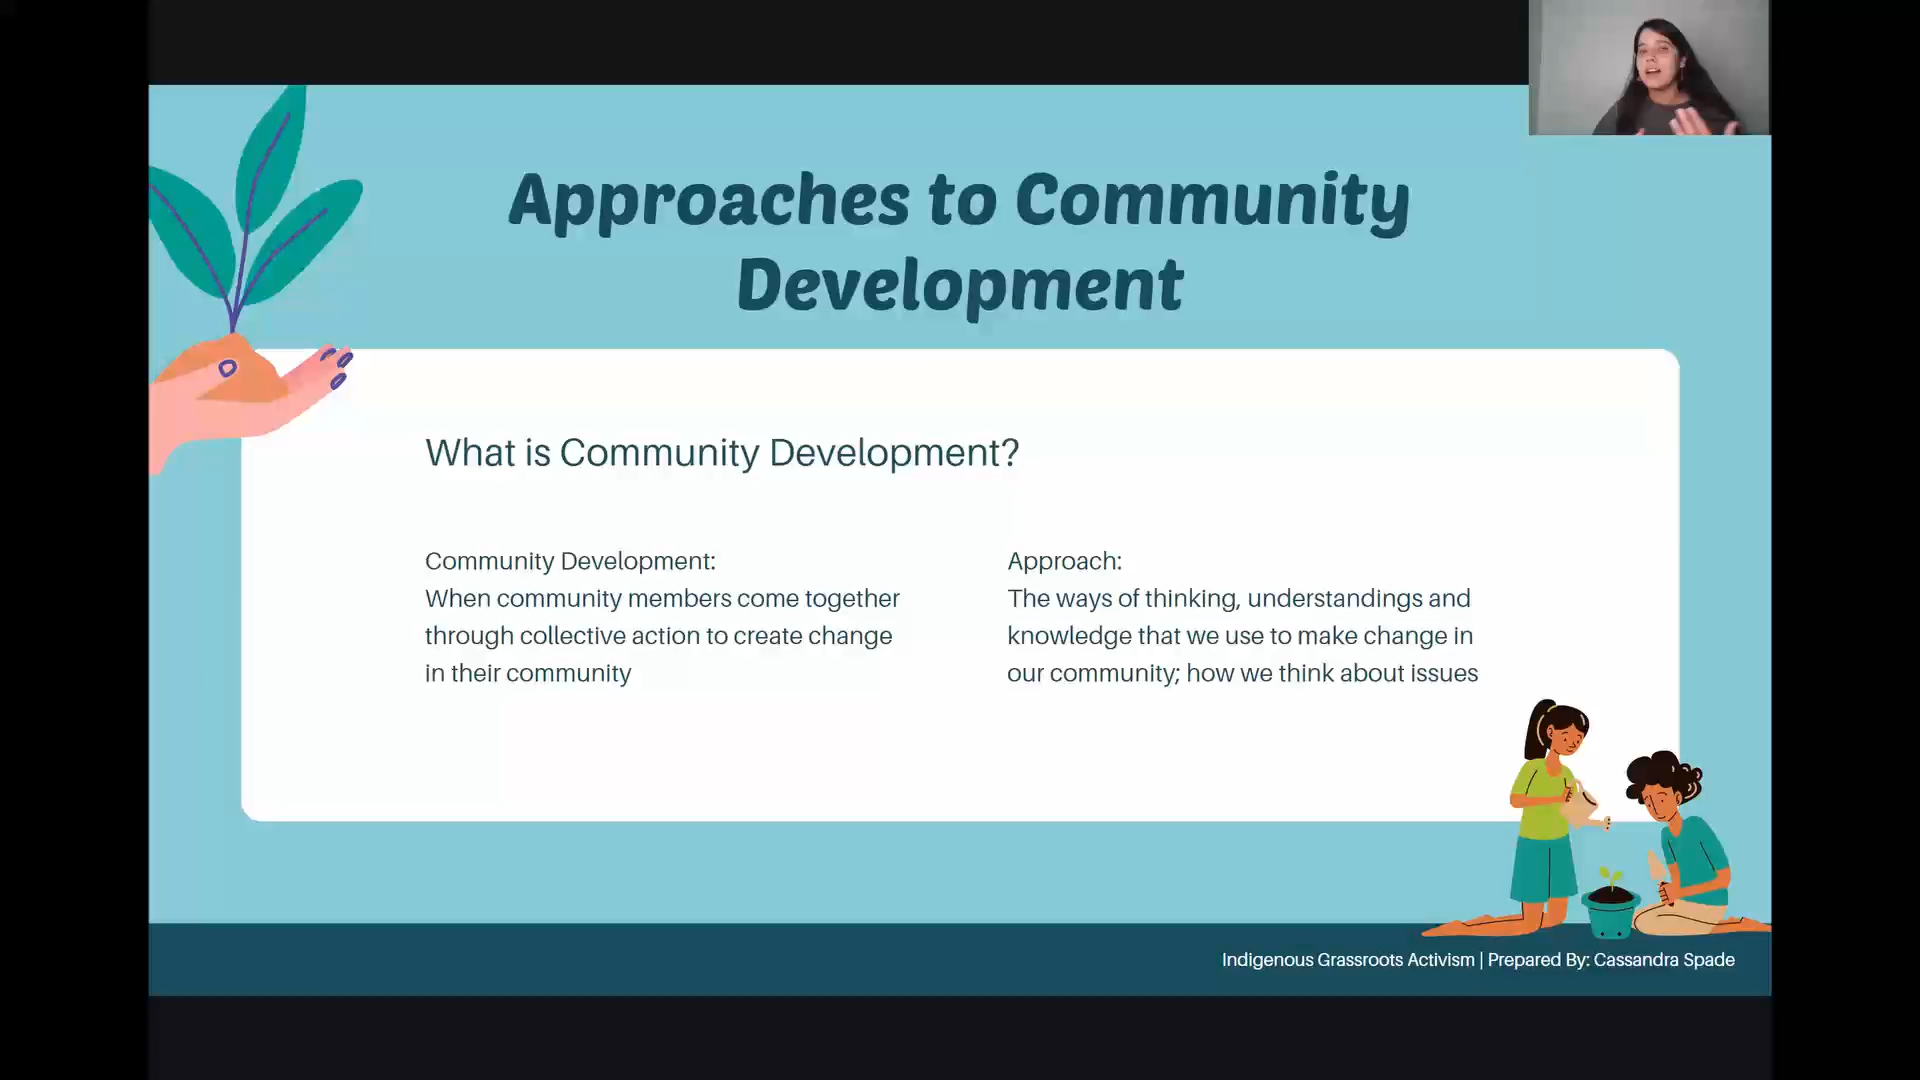 Approaches to Community
Development
What is Community Development?
Community Development:
When community members come together
through collective action to create change
in their community
Approach:
The ways of thinking, understandings and
knowledge that we use to make change in
our community; how we think about issues
Indigenous Grassroots Activism | Prepared By: Cassandra Spade